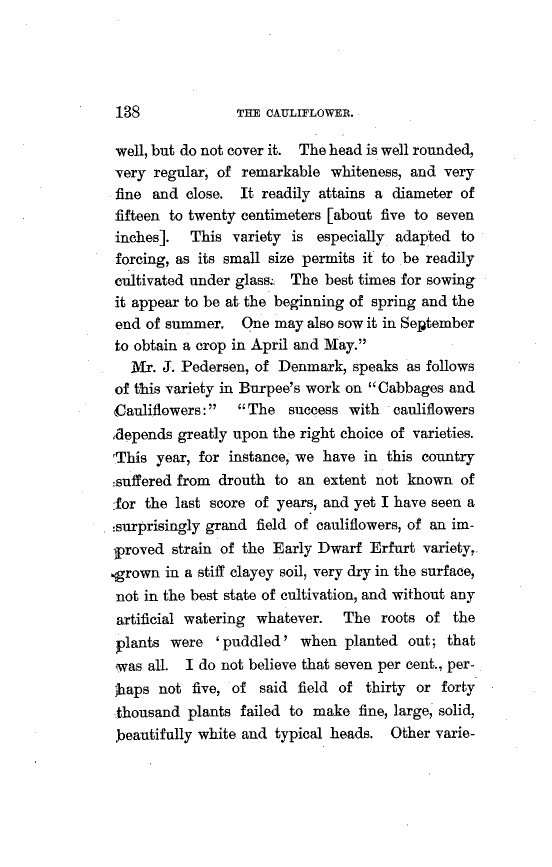 138 THE CAULIFLOWER.
well, but do not cover it. The head is well rounded,
very regular, of remarkable whiteness, and very
fine and close. It readily attains a diameter of
fifteen to twenty centimeters [about five to seven
inches]. This variety is especially adapted to
forcing, as its small size permits it to be readily
cultivated under glass. The best times for sowing
it appear to be at the beginning of spring and the
end of summer. One may also sow it in September
to obtain a crop in April and May."
Mr. J. Pedersen, of Denmark, speaks as follows
of this variety in Burpee's work on "Cabbages and
Cauliflowers:" "The success with cauliflowers
depends greatly upon the right choice of varieties.
This year, for instance, we have in this country
suffered from drouth to an extent not known of
for the last score of years, and yet I have seen a
surprisingly grand field of cauliflowers, of an im-
proved strain of the Early Dwarf Erfurt variety,
grown in a stiff clayey soil, very dry in the surface,
not in the best state of cultivation, and without any
artificial watering whatever. The roots of the
plants were 'puddled' when planted out; that
was all. I do not believe that seven per cent., per-
haps not five, of said field of thirty or forty
thousand plants failed to make fine, large, solid,
beautifully white and typical heads. Other varie-